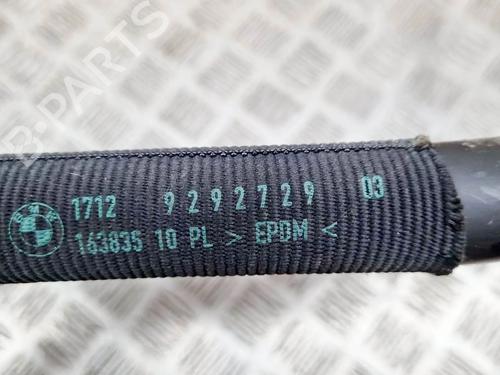 BMW
1712 9292729 03
163835 10 PL > EPDM <
B-PARTS